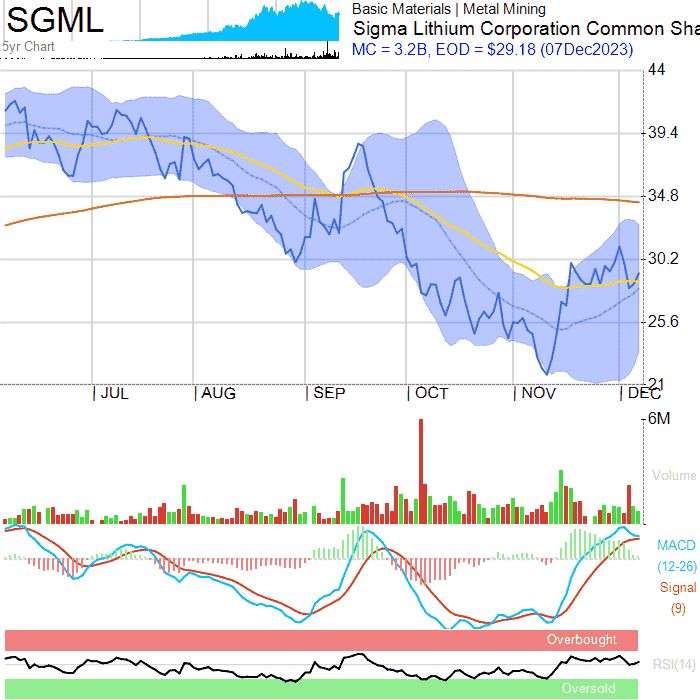 SGML
5yr Chart
Basic Materials | Metal Mining
Sigma Lithium Corporation Common Sha
MC = 3.2B, EOD = $29.18 (07Dec2023)
44
39.4
34.8
30.2
25.6
21
JUL AUG SEP OCT NOV DEC
6M
Volume
MACD
(12-26)
Signal
(9)
Overbought
RSI(14)
Oversold